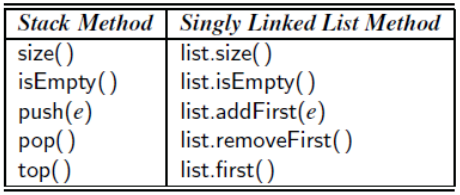 Stack Method Singly Linked List Method
size() list.size()
isEmpty() list.isEmpty()
push(e) list.addFirst(e)
pop() list.removeFirst()
top() list.first()